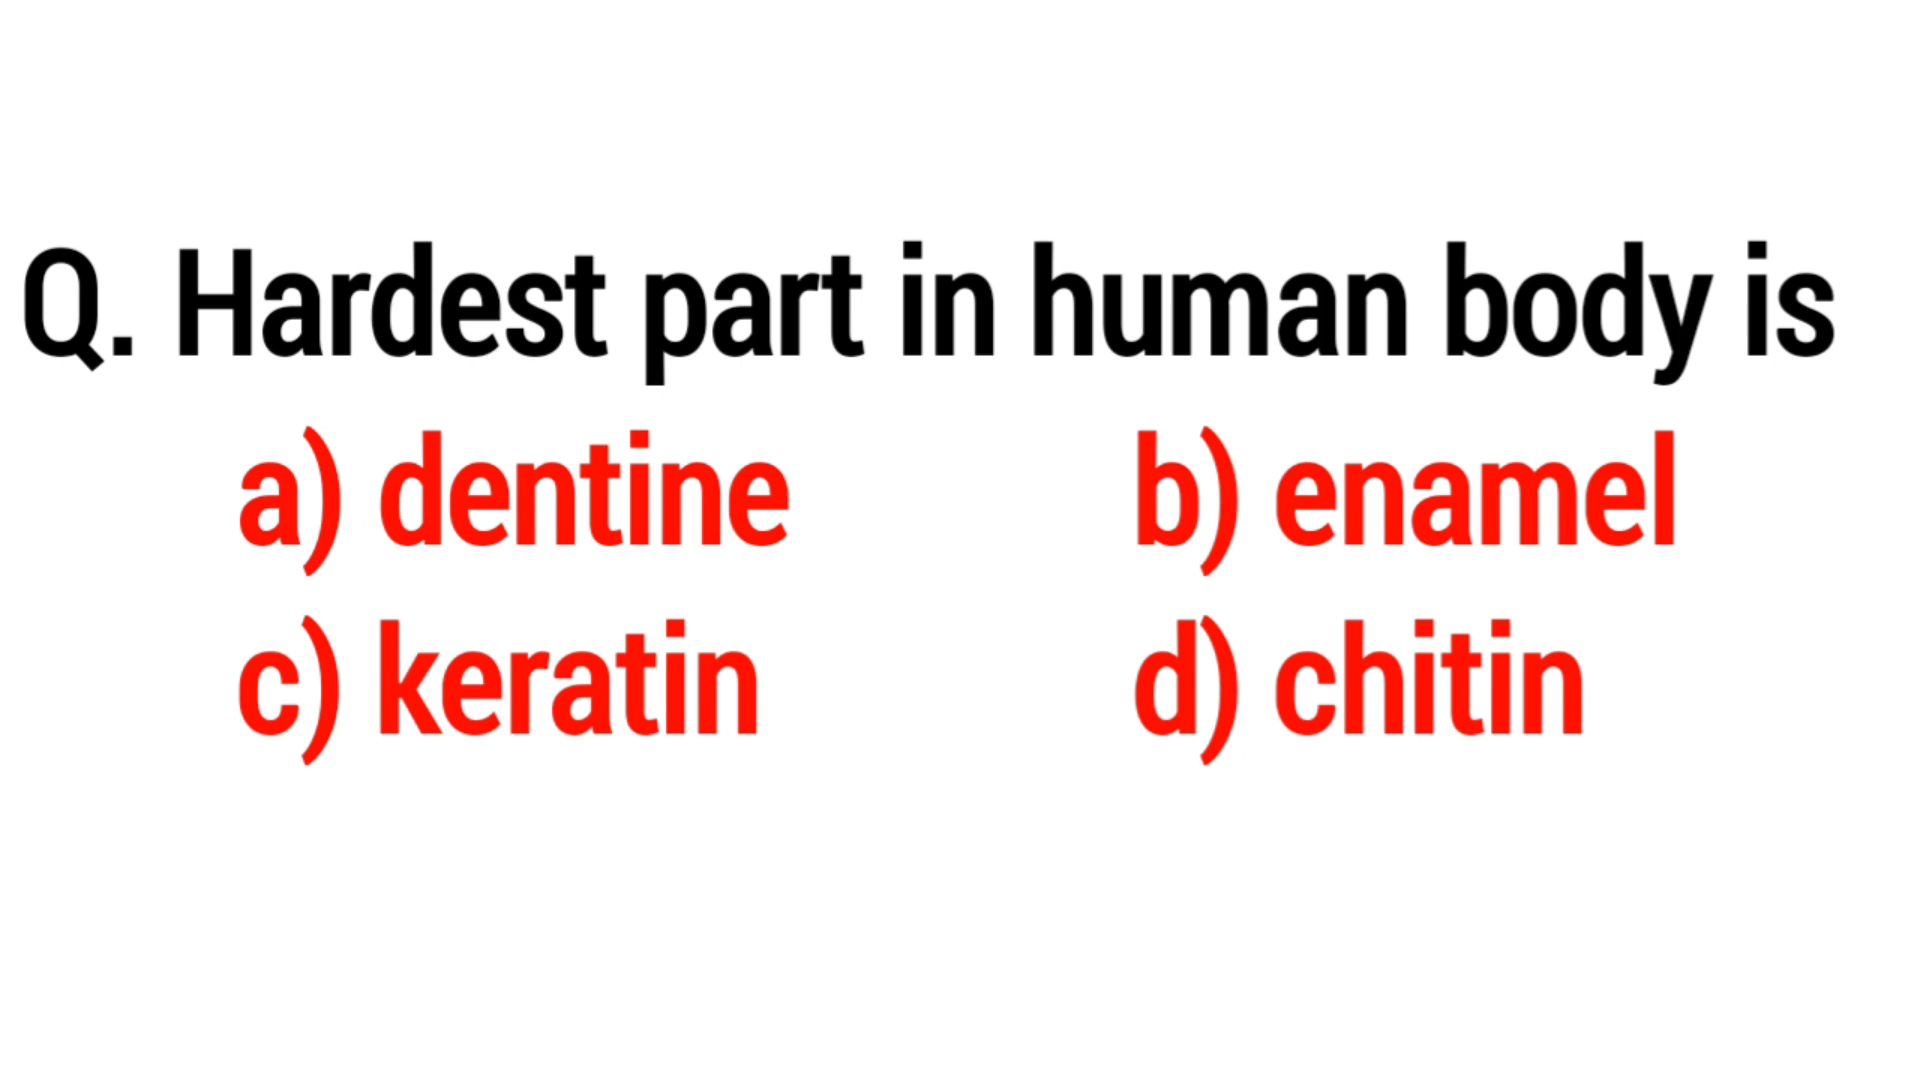 Q. Hardest part in human body is
a) dentine b) enamel
c) keratin d) chitin